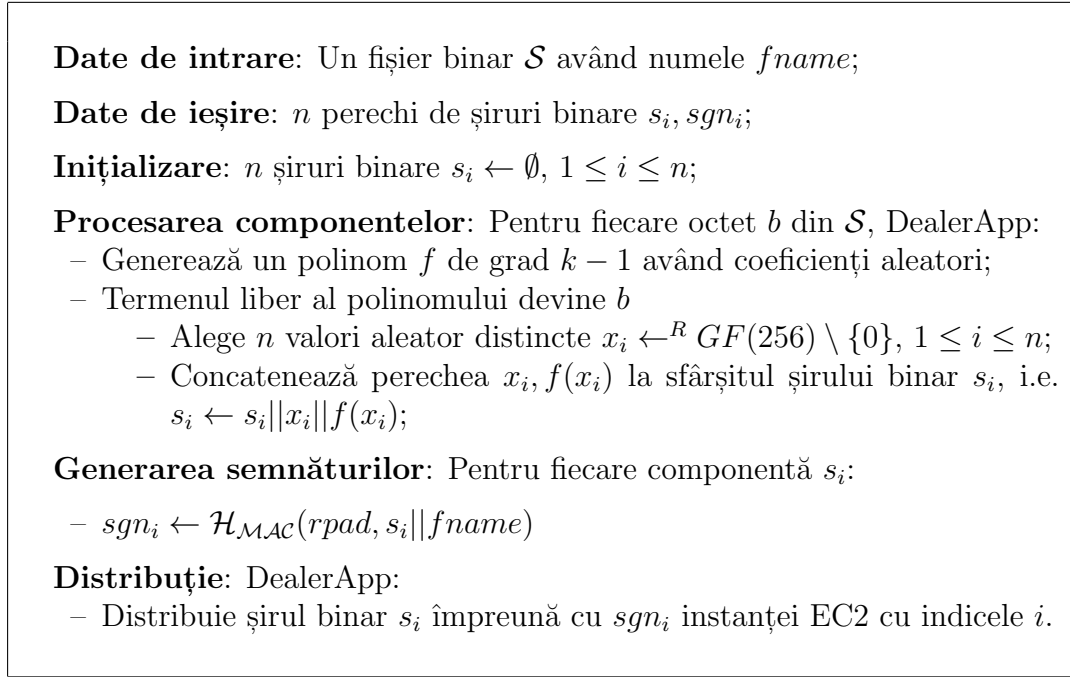 Date de intrare: Un fișier binar 𝒮 având numele fname;
Date de ieșire: n perechi de șiruri binare s_i, sgn_i;
Inițializare: n șiruri binare s_i ← ∅, 1 ≤ i ≤ n;
Procesarea componentelor: Pentru fiecare octet b din 𝒮, DealerApp:
– Generează un polinom f de grad k − 1 având coeficienți aleatori;
– Termenul liber al polinomului devine b
– Alege n valori aleator distincte x_i ←^R GF(256) \ {0}, 1 ≤ i ≤ n;
– Concatenează perechea x_i, f(x_i) la sfârșitul șirului binar s_i, i.e.
s_i ← s_i||x_i||f(x_i);
Generarea semnăturilor: Pentru fiecare componentă s_i:
– sgn_i ← ℋ_ℳ𝒜𝒞(rpad, s_i||fname)
Distribuție: DealerApp:
– Distribuie șirul binar s_i împreună cu sgn_i instanței EC2 cu indicele i.